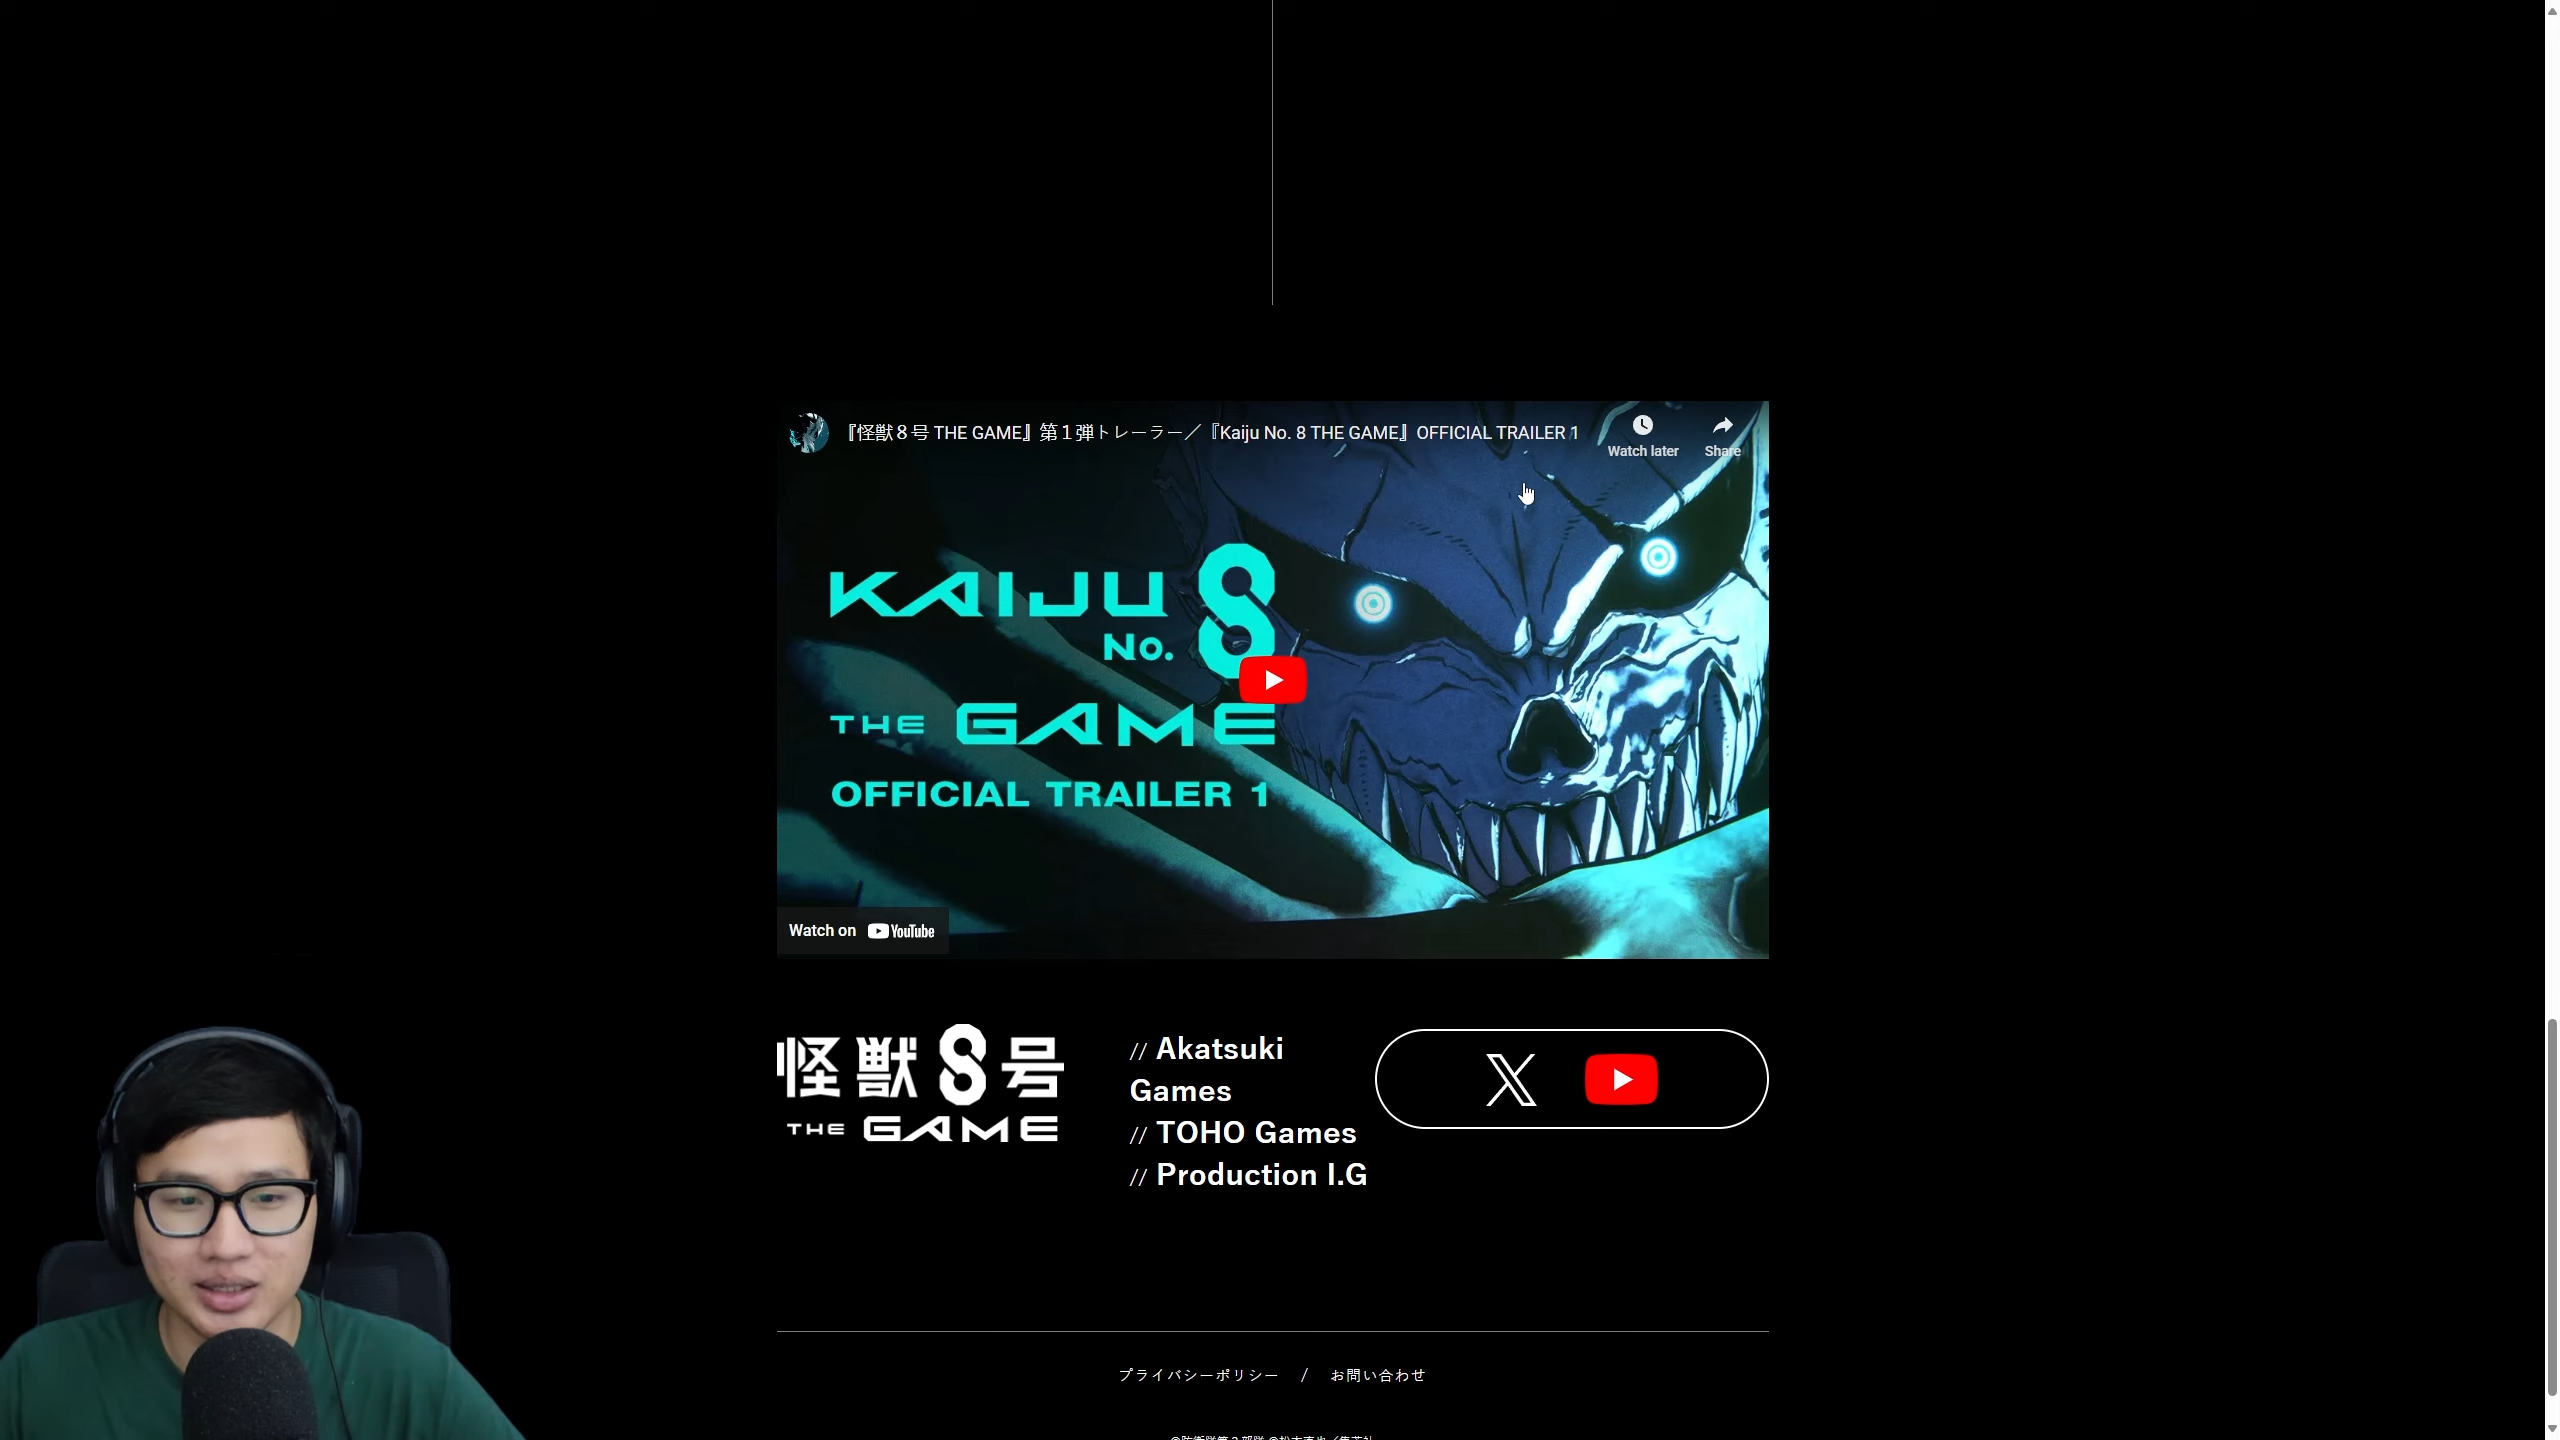 『怪獣８号 THE GAME』第１弾トレーラー／『Kaiju No. 8 THE GAME』OFFICIAL TRAILER 1
Watch later
Share
KAIJU No. 8
THE GAME
OFFICIAL TRAILER 1
Watch on YouTube
怪獣8号
THE GAME
// Akatsuki
Games
// TOHO Games
// Production I.G
プライバシーポリシー / お問い合わせ